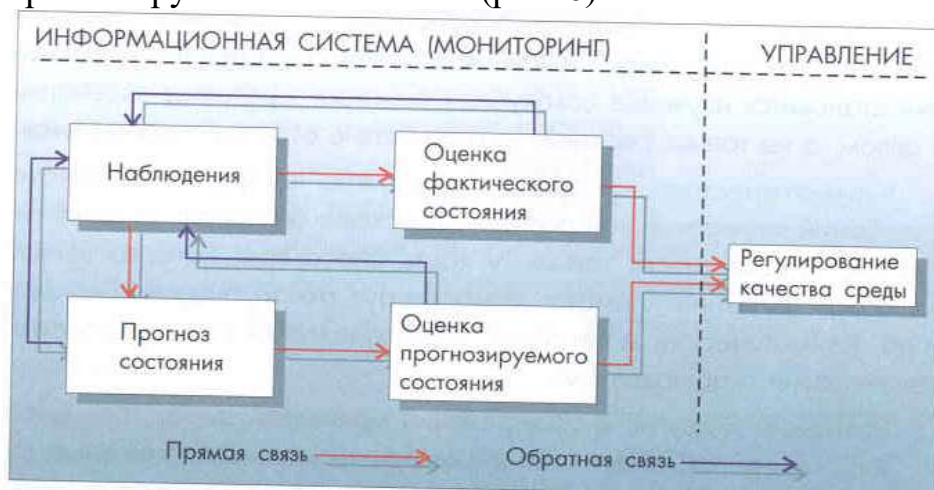 ИНФОРМАЦИОННАЯ СИСТЕМА (МОНИТОРИНГ)
УПРАВЛЕНИЕ
Наблюдения
Оценка
фактического
состояния
Регулирование
качества среды
Прогноз
состояния
Оценка
прогнозируемого
состояния
Прямая связь
Обратная связь